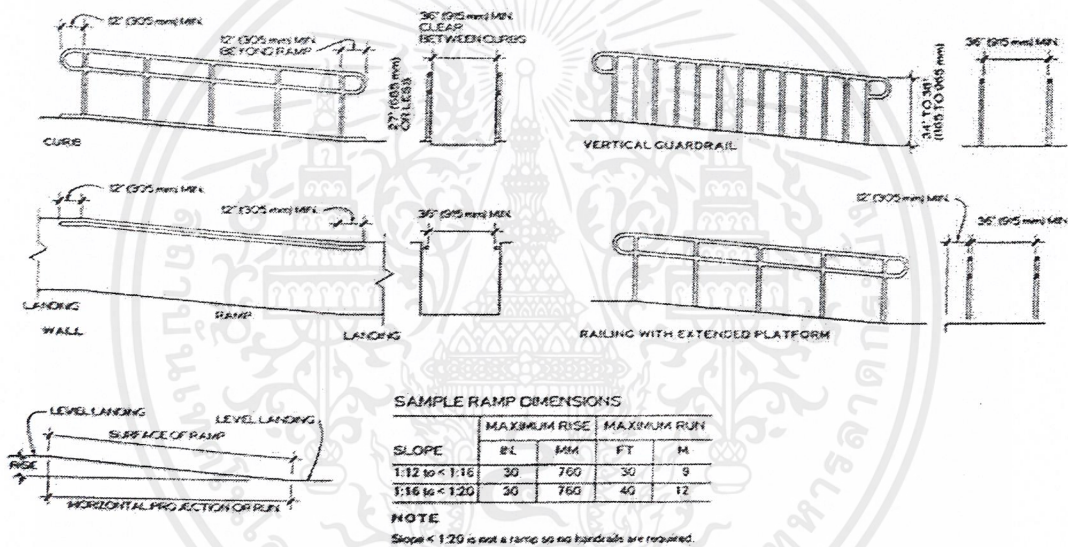 12" (305 mm) MIN.
12" (305 mm) MIN.
BEYOND RAMP
36" (915 mm) MIN.
CLEAR
BETWEEN CURBS
27" (685 mm)
OR LESS)
CURB
VERTICAL GUARDRAIL
34" TO 38"
(865 TO 965 mm)
36" (915 mm) MIN.
12" (305 mm) MIN.
12" (305 mm) MIN.
36" (915 mm) MIN.
LANDING
RAMP
LANDING
WALL
12" (305 mm) MIN.
36" (915 mm) MIN.
RAILING WITH EXTENDED PLATFORM
LEVEL LANDING
LEVEL LANDING
SURFACE OF RAMP
RISE
HORIZONTAL PROJECTION OR RUN
SAMPLE RAMP DIMENSIONS
MAXIMUM RISE MAXIMUM RUN
SLOPE IN. MM FT M
1:12 to < 1:16 30 760 30 9
1:16 to < 1:20 30 760 40 12
NOTE
Slope < 1:20 is not a ramp so no handrails are required.